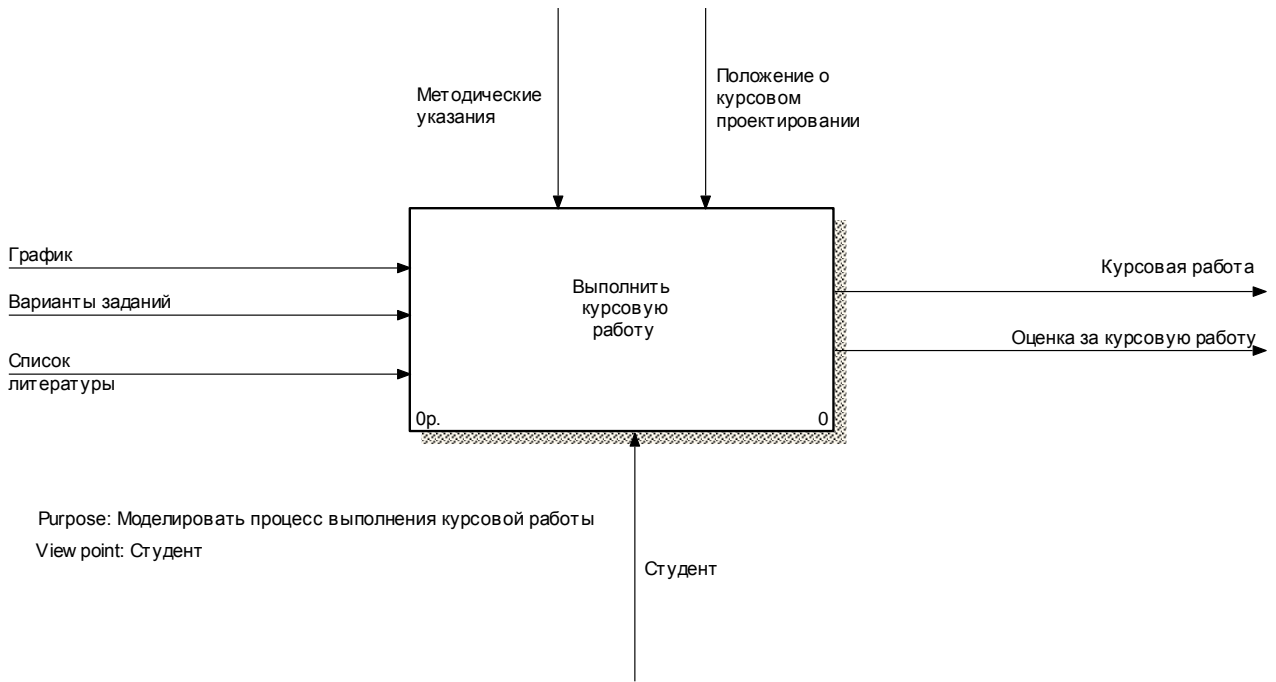 Методические
указания
Положение о
курсовом
проектировании
График
Варианты заданий
Список
литературы
Выполнить
курсовую
работу
0р.
0
Курсовая работа
Оценка за курсовую работу
Purpose: Моделировать процесс выполнения курсовой работы
View point: Студент
Студент